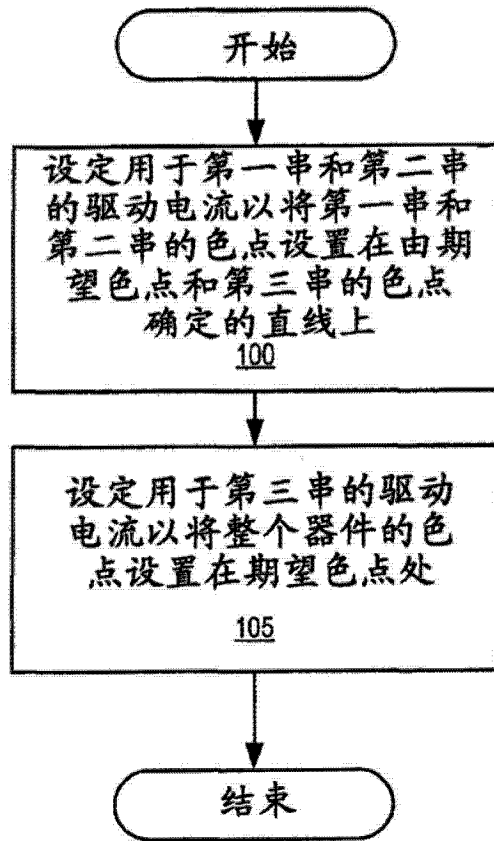 开始
设定用于第一串和第二串
的驱动电流以将第一串和
第二串的色点设置在由期
望色点和第三串的色点
确定的直线上
100
设定用于第三串的驱动
电流以将整个器件的色
点设置在期望色点处
105
结束